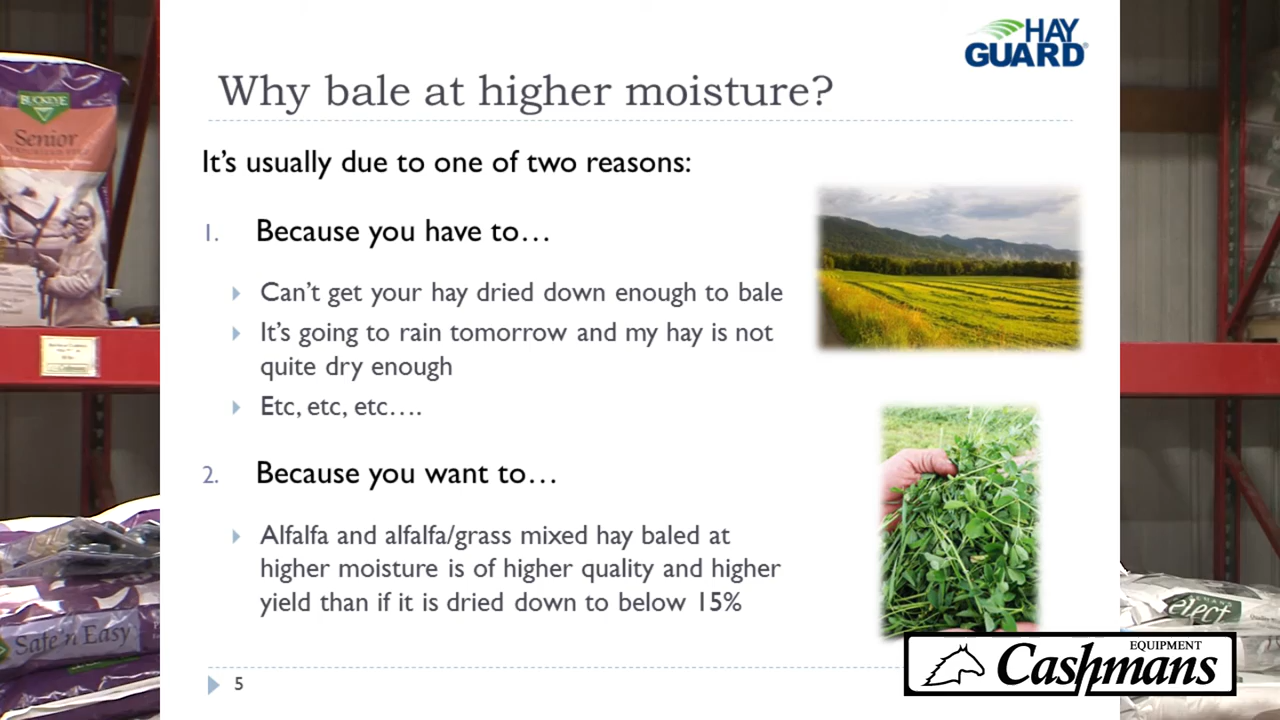 HAY
GUARD®
Why bale at higher moisture?
It's usually due to one of two reasons:
1. Because you have to…
Can't get your hay dried down enough to bale
It's going to rain tomorrow and my hay is not
quite dry enough
Etc, etc, etc….
2. Because you want to…
Alfalfa and alfalfa/grass mixed hay baled at
higher moisture is of higher quality and higher
yield than if it is dried down to below 15%
5
EQUIPMENT
Cashmans
BUCKEYE
Senior
Safe 'n Easy
elect